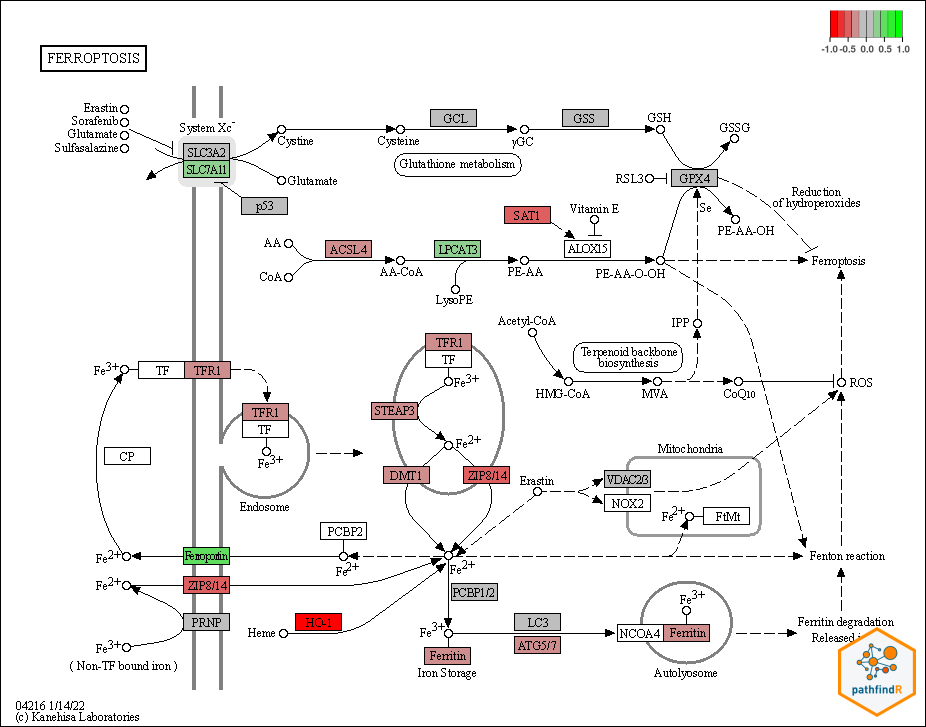 -1.0 -0.5 0.0 0.5 1.0
FERROPTOSIS
Erastin
Sorafenib
Glutamate
Sulfasalazine
System Xc-
SLC3A2
SLC7A11
p53
Cystine
Glutamate
Cysteine
GCL
γGC
GSS
GSH
GSSG
Glutathione metabolism
RSL3
GPX4
Se
PE-AA-OH
Reduction
of hydroperoxides
SAT1
Vitamin E
ALOX15
AA
CoA
ACSL4
AA-CoA
LPCAT3
LysoPE
PE-AA
PE-AA-O-OH
Ferroptosis
Acetyl-CoA
IPP
Terpenoid backbone
biosynthesis
HMG-CoA
MVA
CoQ10
ROS
Fe3+
TF
TFR1
TFR1
TF
Fe3+
Endosome
CP
TFR1
TF
Fe3+
STEAP3
Fe2+
DMT1
ZIP8/14
Erastin
Mitochondria
VDAC2/3
NOX2
Fe2+
FtMt
PCBP2
Fe2+
Ferroportin
Fe2+
Fe2+
Fenton reaction
Fe2+
ZIP8/14
PRNP
Fe3+
( Non-TF bound iron )
Heme
HO-1
PCBP1/2
Fe3+
Ferritin
Iron Storage
LC3
ATG5/7
Fe3+
NCOA4
Ferritin
Autolyosome
Ferritin degradation
Released
pathfindR
04216 1/14/22
(c) Kanehisa Laboratories